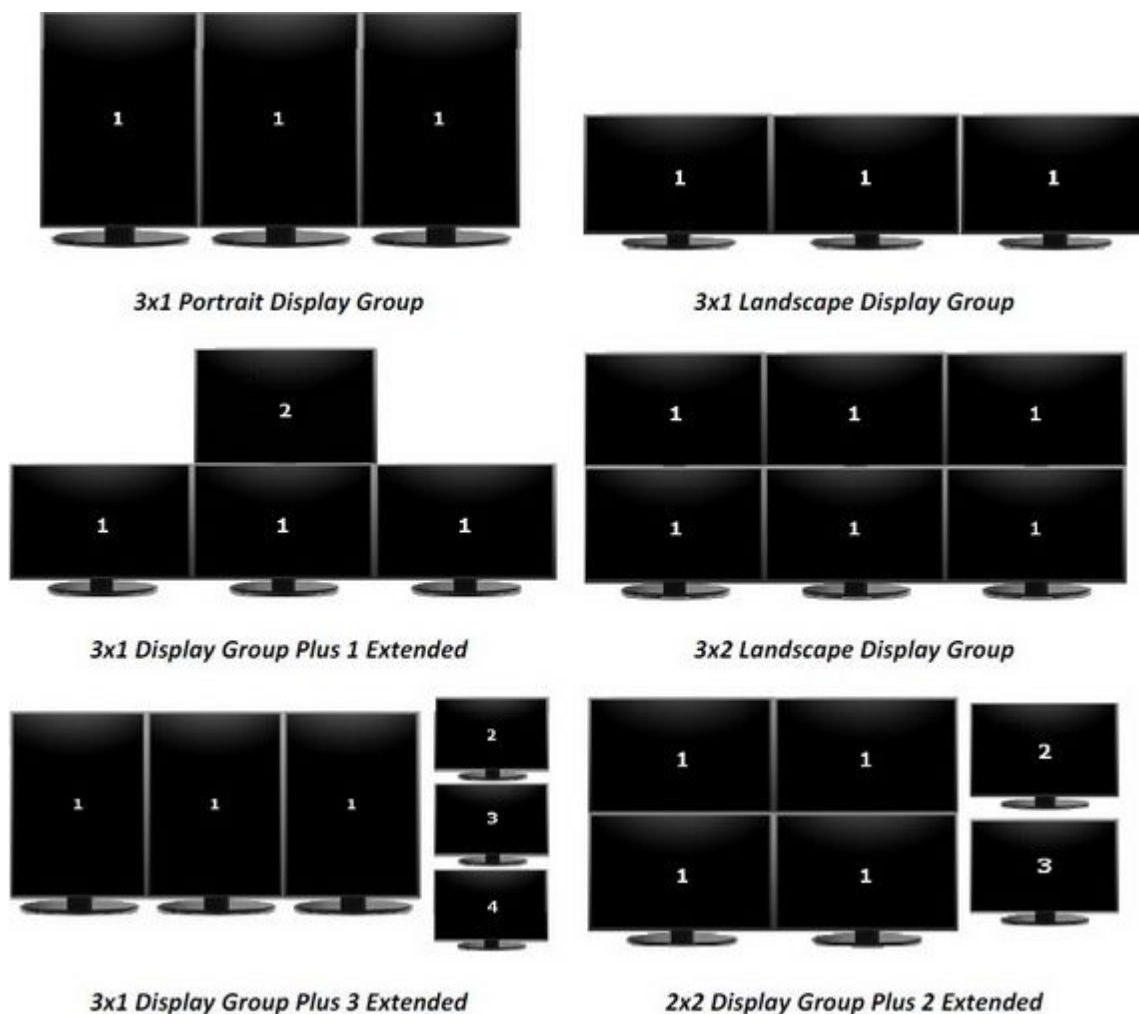 1 1 1
1 1 1
3x1 Portrait Display Group
3x1 Landscape Display Group
2
1 1 1
1 1 1
1 1 1
3x1 Display Group Plus 1 Extended
3x2 Landscape Display Group
1 1 1
2
3
4
1 1
1 1
2
3
3x1 Display Group Plus 3 Extended
2x2 Display Group Plus 2 Extended